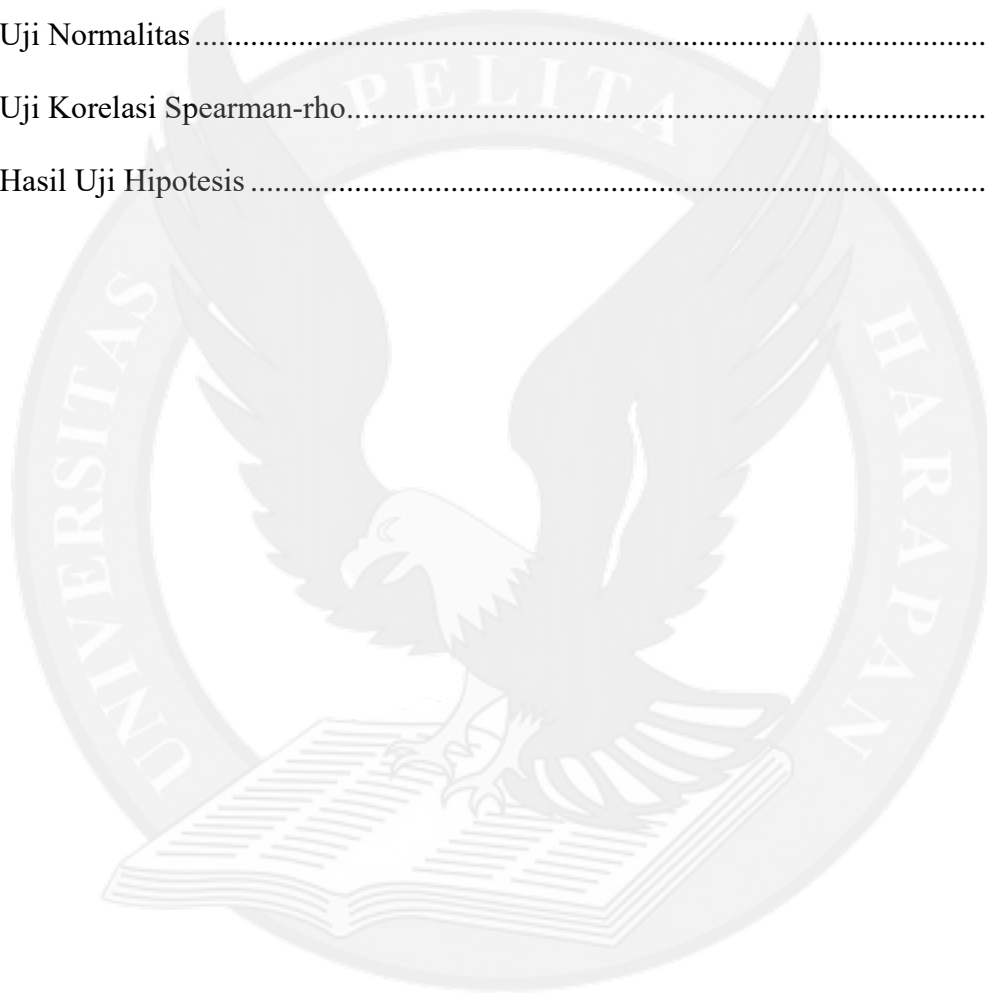 Uji Normalitas ........................................................................................................
Uji Korelasi Spearman-rho....................................................................................
Hasil Uji Hipotesis ................................................................................................
UNIVERSITAS PELITA HARAPAN